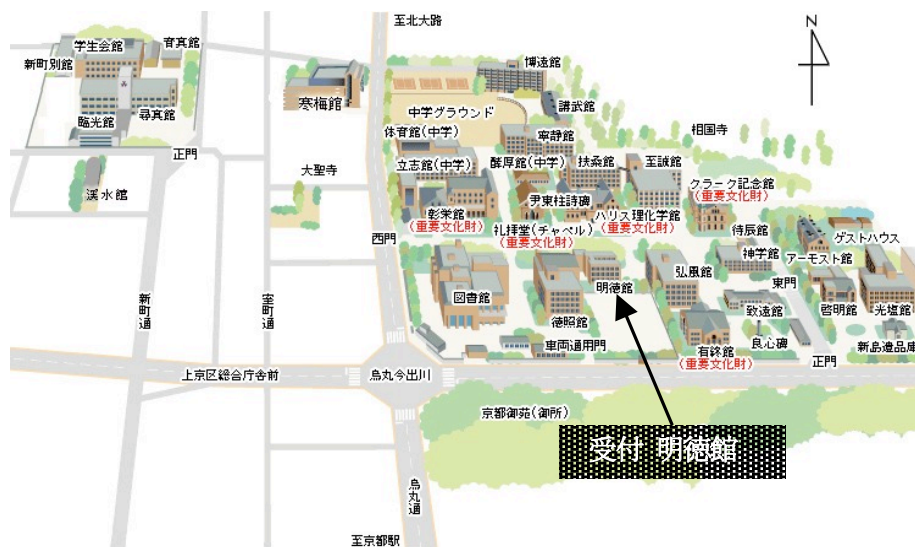 至北大路
N
学生会館
育真館
新町別館
尋真館
臨光館
正門
渓水館
寒梅館
大聖寺
博遠館
講武館
中学グラウンド
体育館(中学)
寧静館
相国寺
立志館(中学)
酵厚館(中学)
扶桑館
至誠館
尹東柱詩碑
クラーク記念館
(重要文化財)
彰栄館
(重要文化財)
礼拝堂(チャペル)
(重要文化財)
ハリス理化学館
(重要文化財)
待辰館
ゲストハウス
西門
神学館
アーモスト館
図書館
明徳館
弘風館
東門
新町通
室町通
徳照館
致遠館
啓明館
光塩館
車両通用門
有終館
(重要文化財)
良心碑
新島遺品庫
正門
上京区総合庁舎前
烏丸今出川
京都御苑(御所)
受付 明徳館
烏丸通
至京都駅